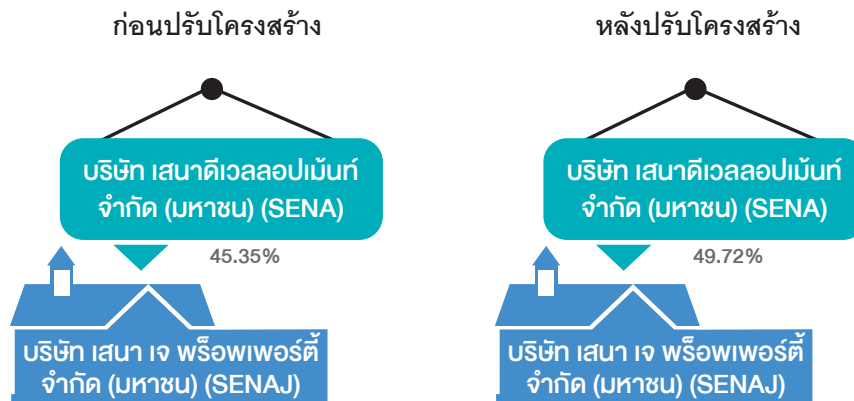 ก่อนปรับโครงสร้าง
บริษัท เสนาดีเวลลอปเม้นท์
จำกัด (มหาชน) (SENA)
45.35%
บริษัท เสนา เจ พร็อพเพอร์ตี้
จำกัด (มหาชน) (SENAJ)
หลังปรับโครงสร้าง
บริษัท เสนาดีเวลลอปเม้นท์
จำกัด (มหาชน) (SENA)
49.72%
บริษัท เสนา เจ พร็อพเพอร์ตี้
จำกัด (มหาชน) (SENAJ)